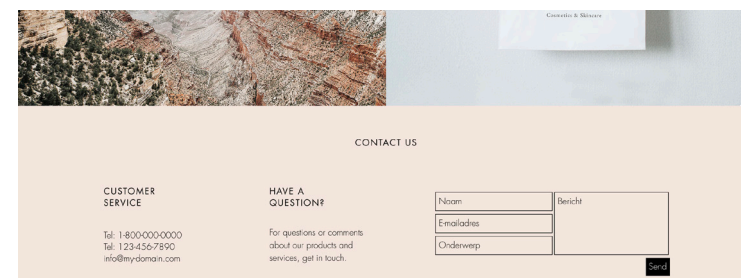 Cosmetics & Skincare
CONTACT US
CUSTOMER
SERVICE
Tel: 1-800-000-0000
Tel: 123-456-7890
info@my-domain.com
HAVE A
QUESTION?
For questions or comments
about our products and
services, get in touch.
Naam
E-mailadres
Onderwerp
Bericht
Send